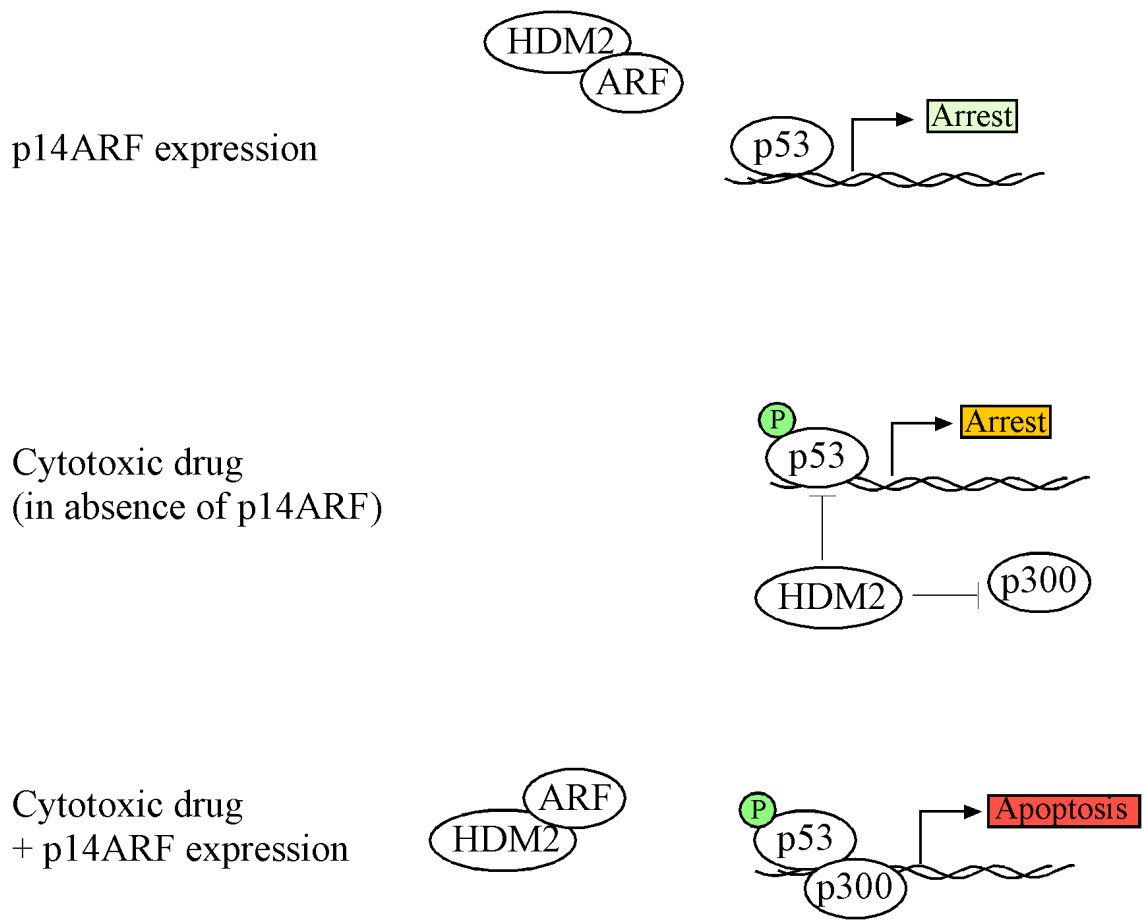 HDM2
ARF
p14ARF expression
p53
Arrest
P
p53
Arrest
Cytotoxic drug
(in absence of p14ARF)
HDM2
p300
Cytotoxic drug
+ p14ARF expression
ARF
HDM2
P
p53
p300
Apoptosis